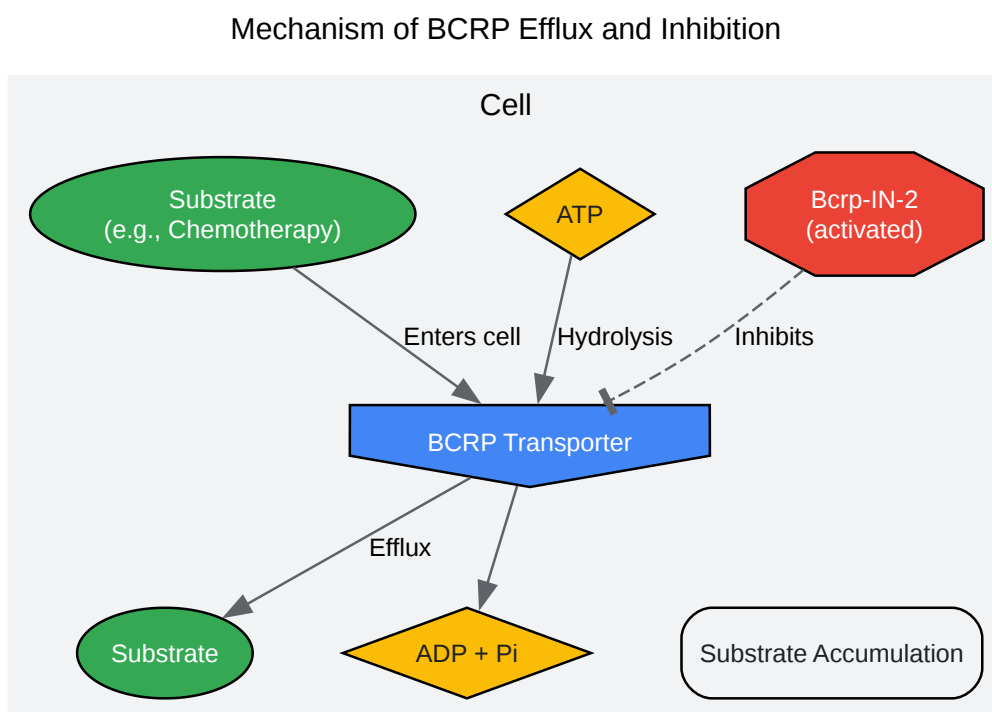 Mechanism of BCRP Efflux and Inhibition
Cell
Substrate
(e.g., Chemotherapy)
ATP
Bcrp-IN-2
(activated)
Enters cell
Hydrolysis
Inhibits
BCRP Transporter
Efflux
Substrate
ADP + Pi
Substrate Accumulation